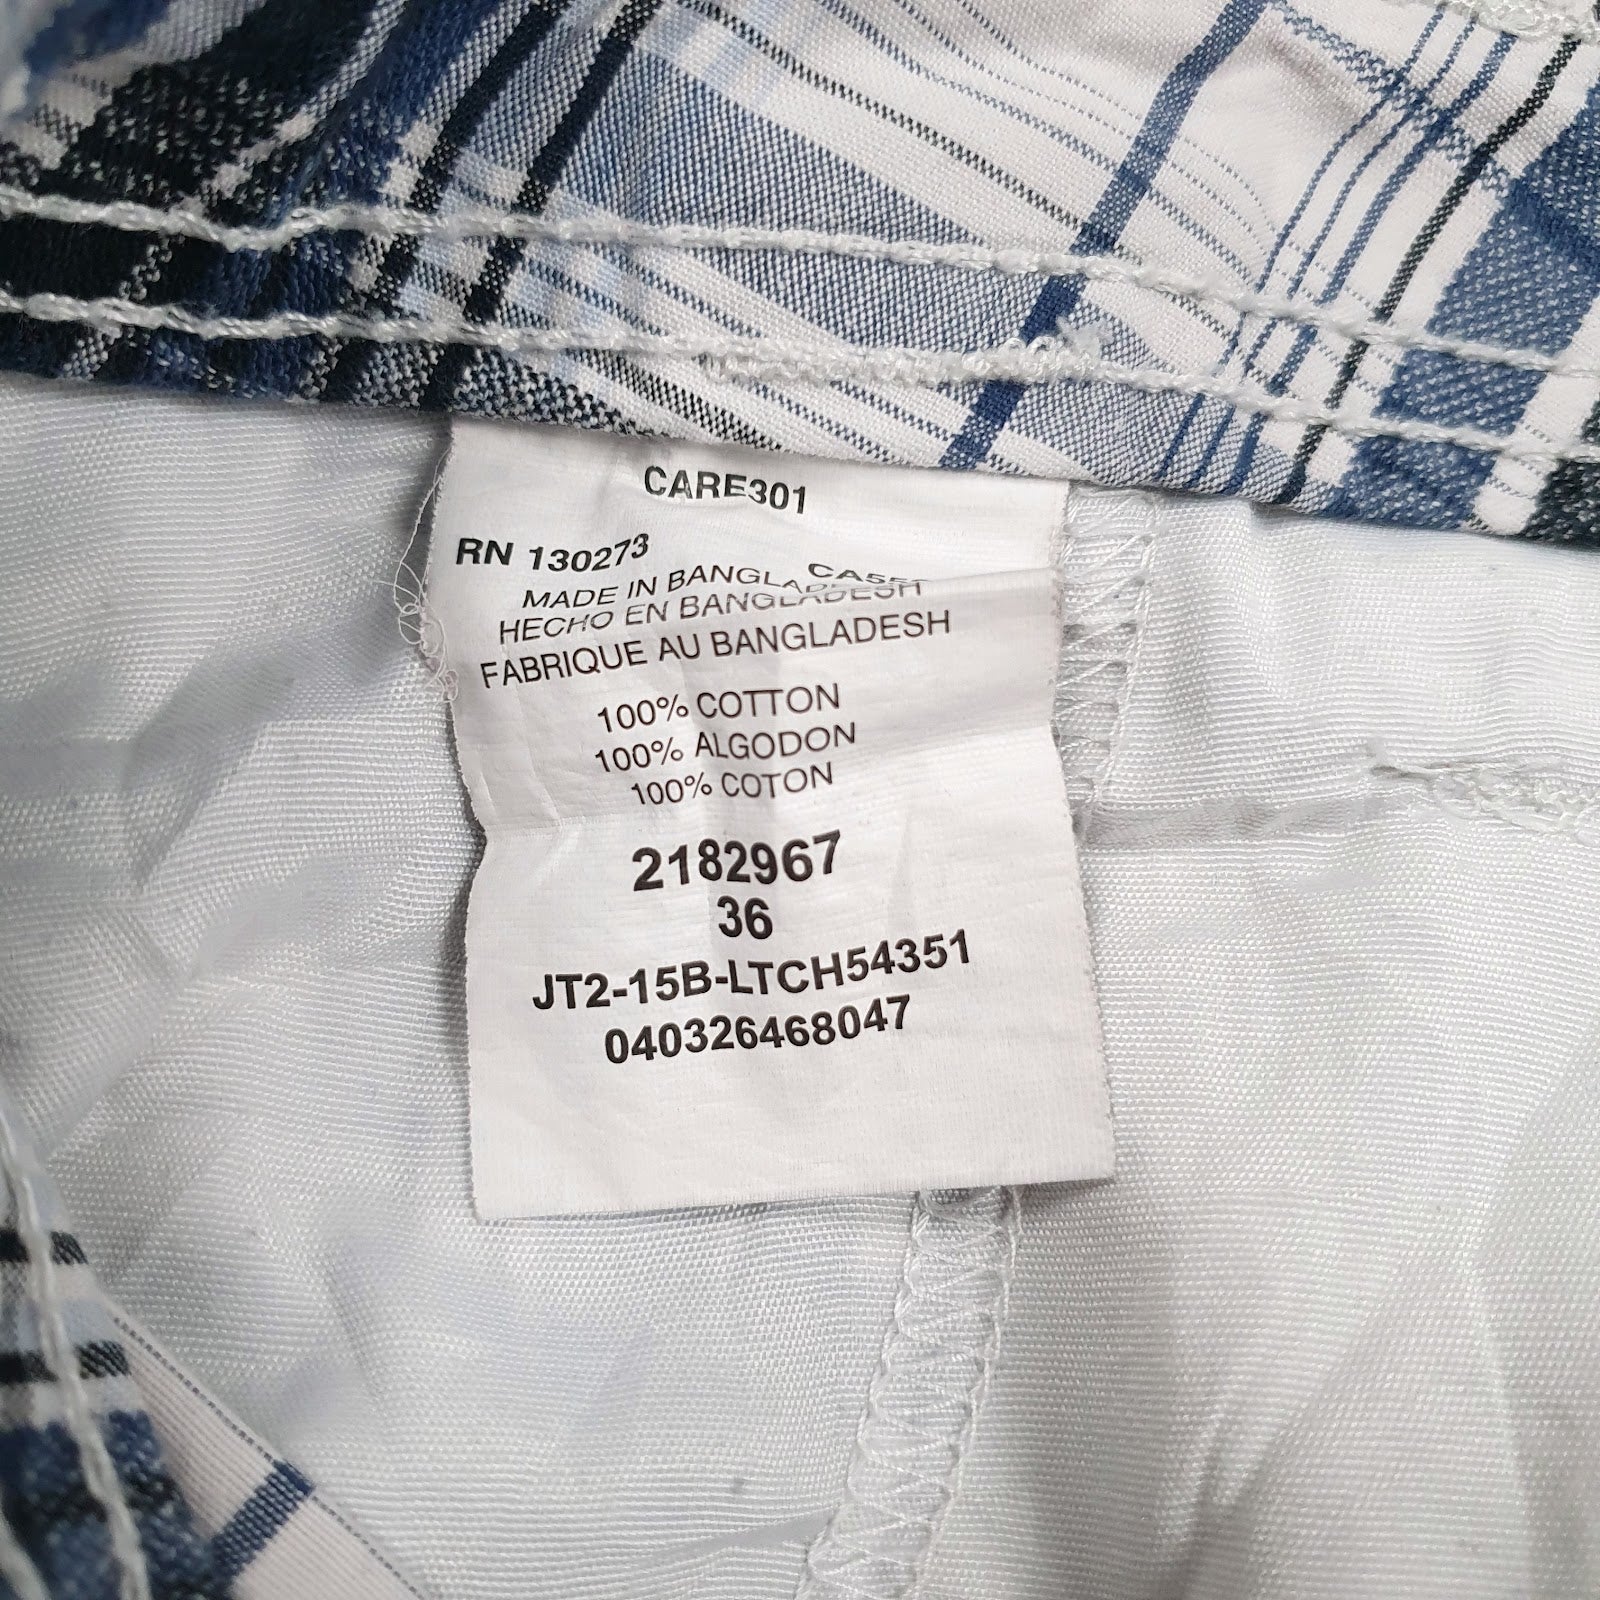 CARE301
RN 130273
MADE IN BANGLADESH
HECHO EN BANGLADESH
FABRIQUE AU BANGLADESH
100% COTTON
100% ALGODON
100% COTON
2182967
36
JT2-15B-LTCH54351
040326468047